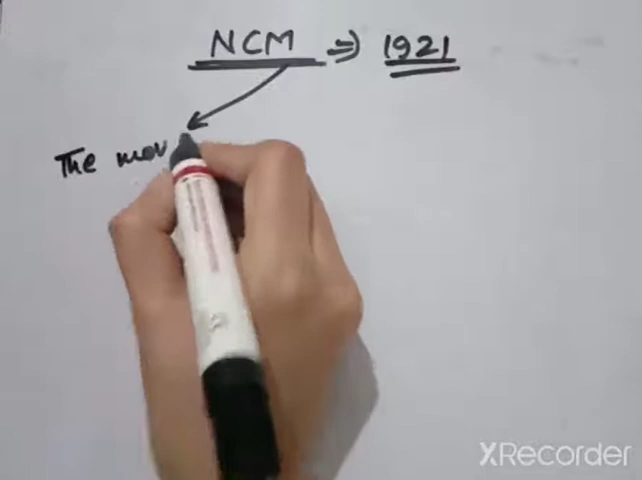 NCM ⇒ 1921
The mov
XRecorder